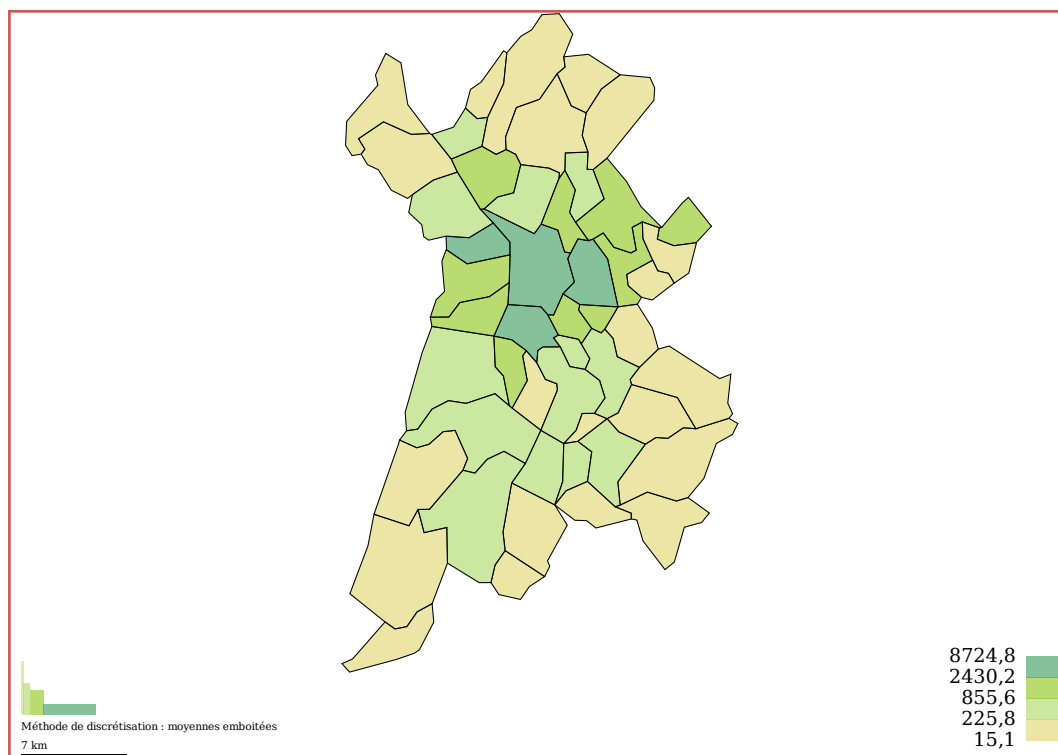 8724,8
2430,2
855,6
225,8
15,1
Méthode de discrétisation : moyennes emboitées
7 km